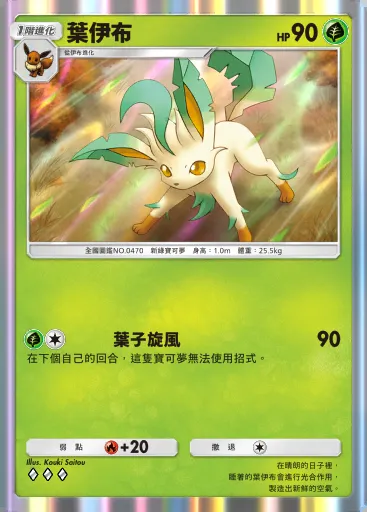 1階進化 葉伊布 HP 90
從伊布進化
全國圖鑑NO.0470 新綠寶可夢 身高：1.0m 體重：25.5kg
葉子旋風 90
在下個自己的回合，這隻寶可夢無法使用招式。
弱點 +20 撤退
Illus. Kouki Saitou
在晴朗的日子裡，
睡著的葉伊布會進行光合作用，
製造出新鮮的空氣。